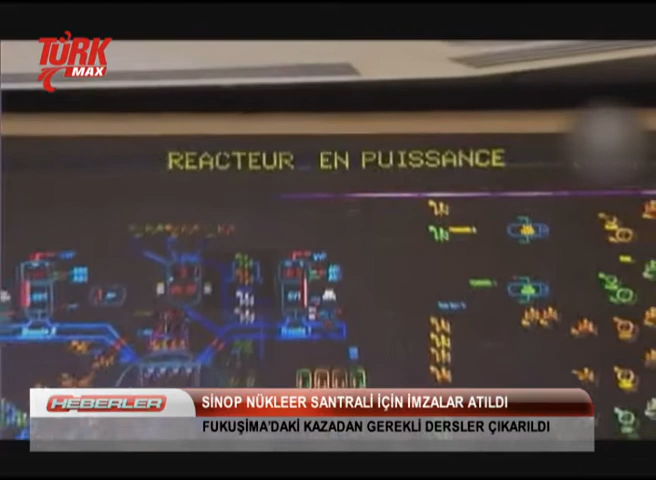 TÜRK
MAX
REACTEUR EN PUISSANCE
HEBERLER
SİNOP NÜKLEER SANTRALİ İÇİN İMZALAR ATILDI
FUKUŞİMA'DAKİ KAZADAN GEREKLİ DERSLER ÇIKARILDI